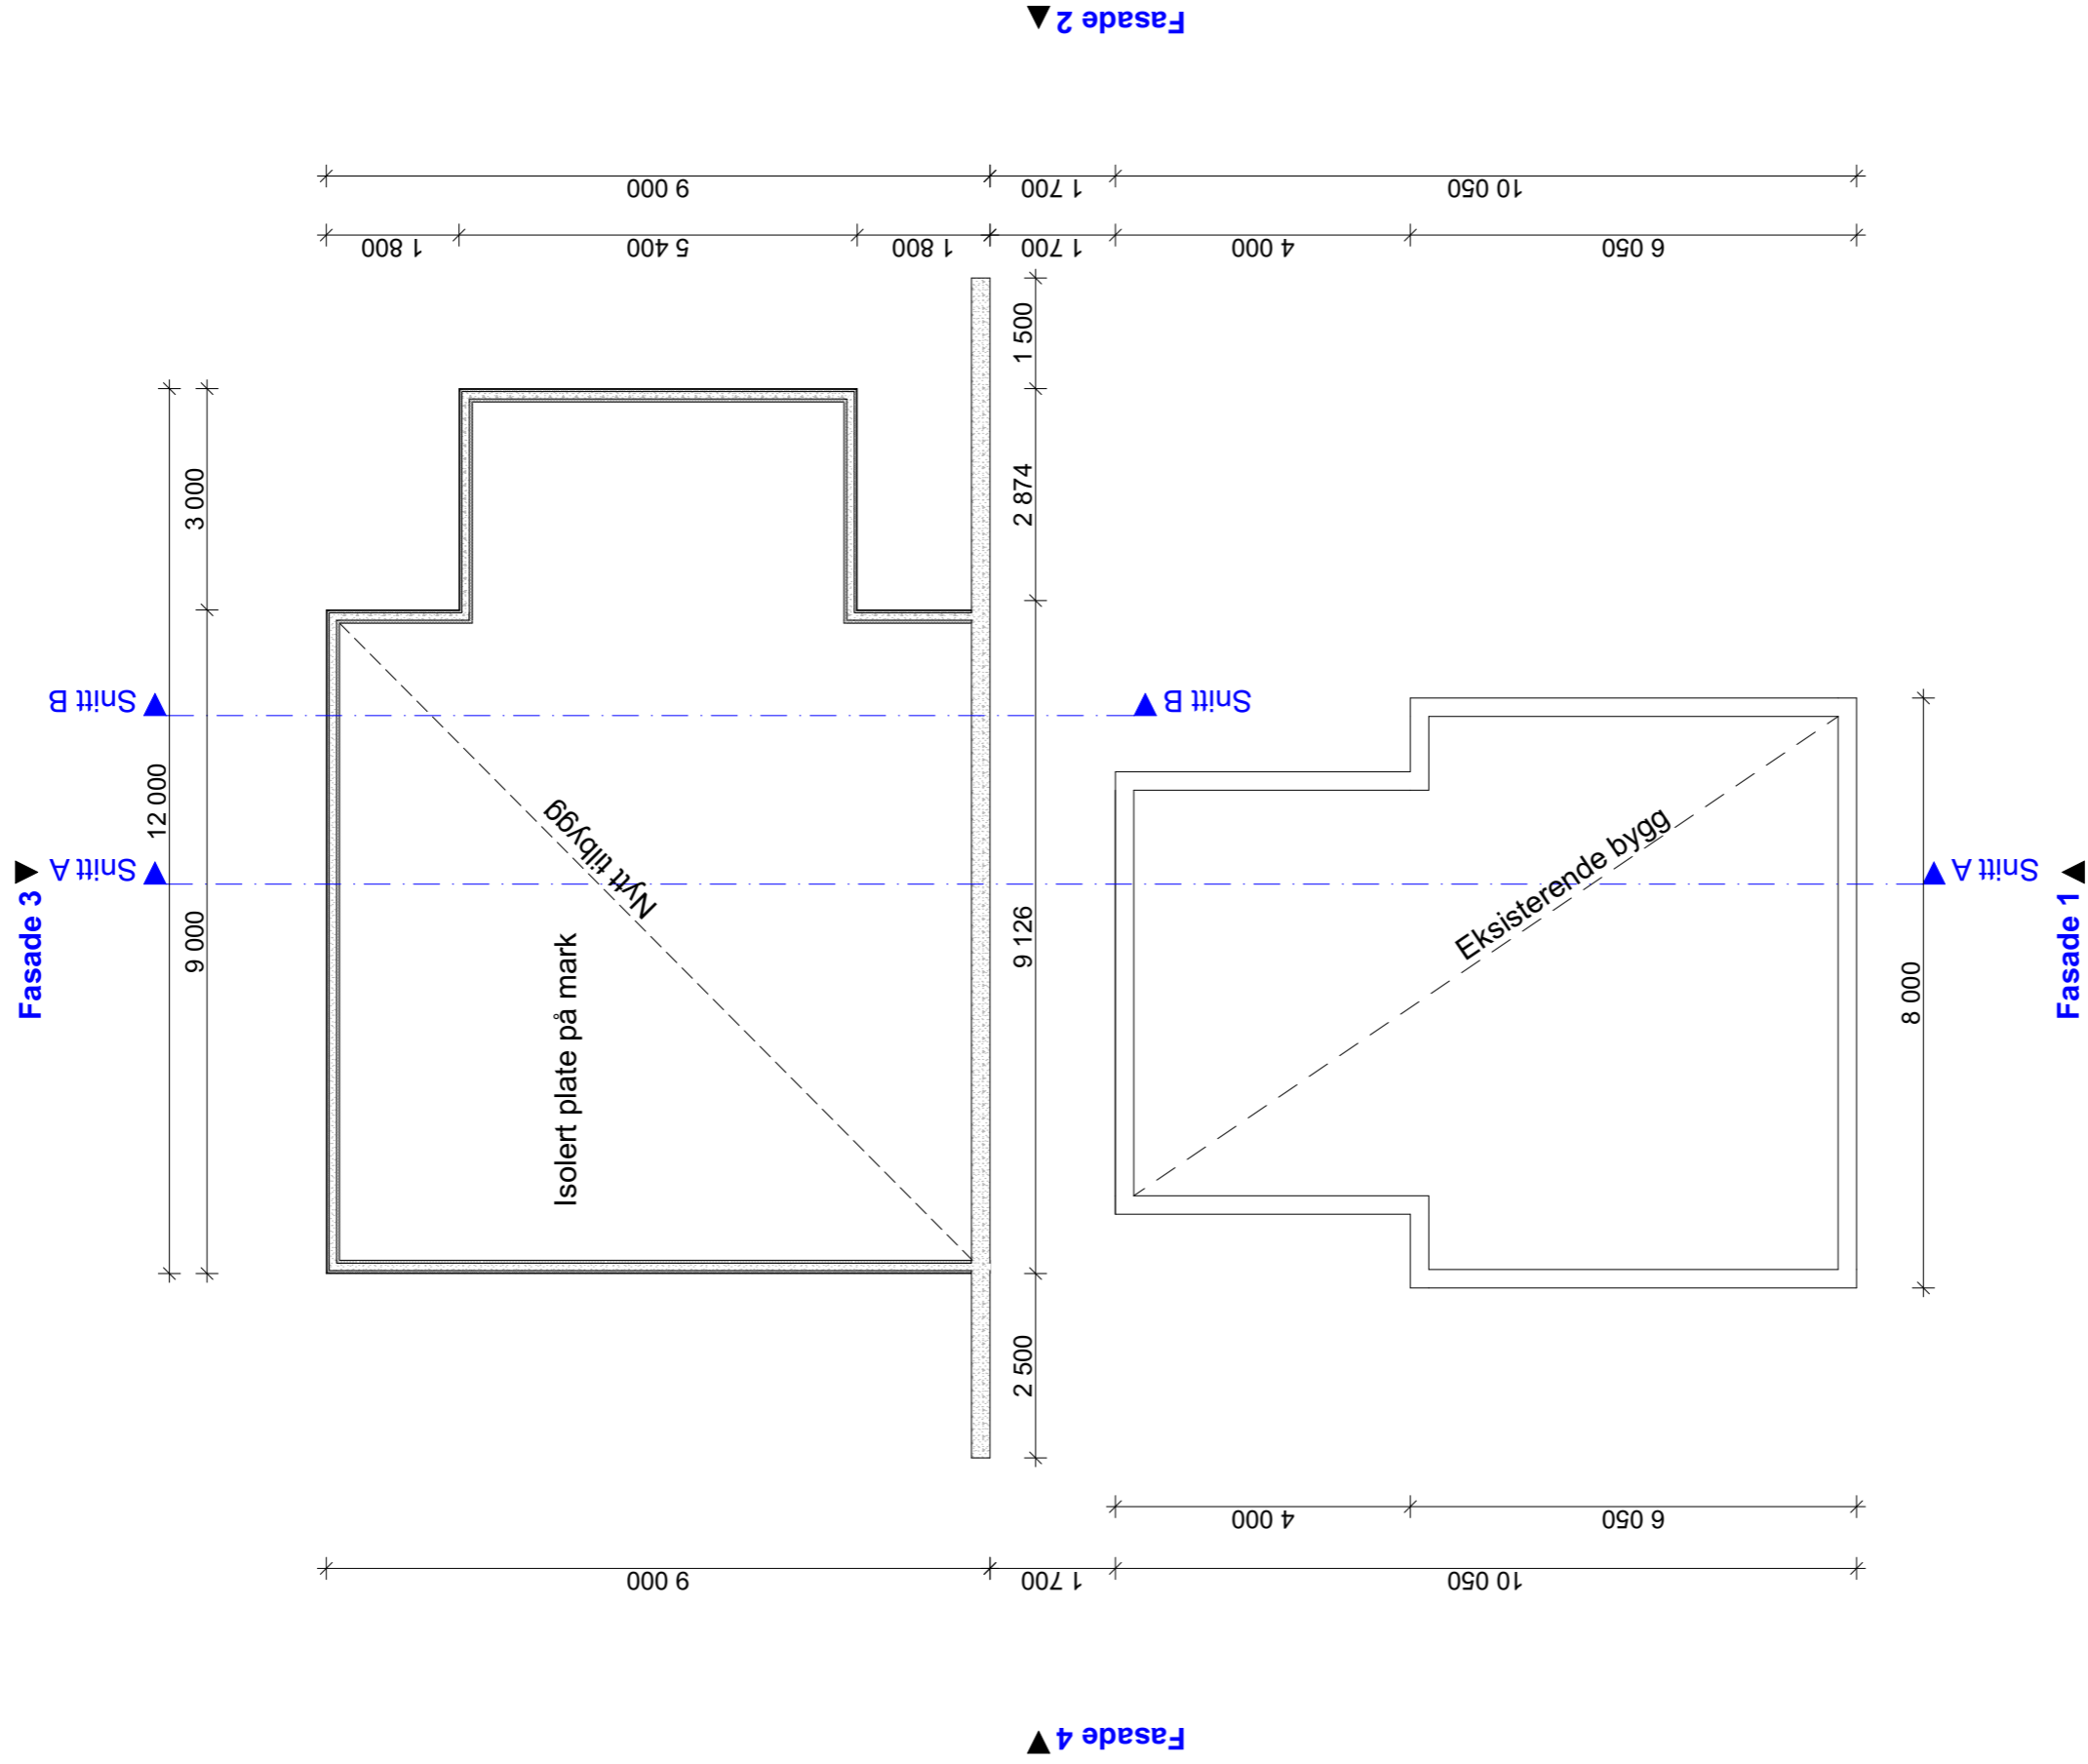 Fasade 2
9 000
1 700
10 050
1 800
5 400
1 800
1 700
4 000
6 050
1 500
3 000
2 874
Snitt B
Snitt B
12 000
Nytt tilbygg
Eksisterende bygg
Fasade 3
Snitt A
Snitt A
Fasade 1
9 000
9 126
8 000
Isolert plate på mark
2 500
4 000
6 050
9 000
1 700
10 050
Fasade 4